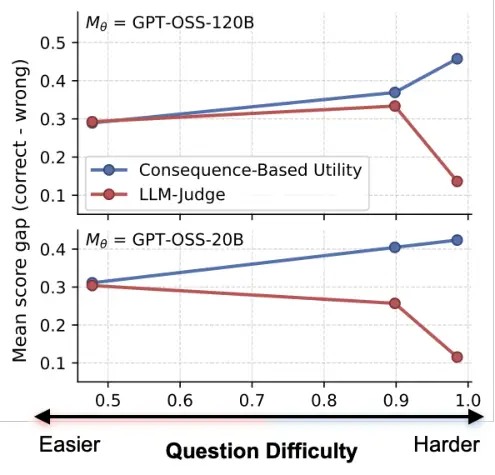 M_θ = GPT-OSS-120B
0.5
0.4
0.3
0.2
0.1
Consequence-Based Utility
LLM-Judge
Mean score gap (correct - wrong)
M_θ = GPT-OSS-20B
0.4
0.3
0.2
0.1
0.5 0.6 0.7 0.8 0.9 1.0
Easier Question Difficulty Harder